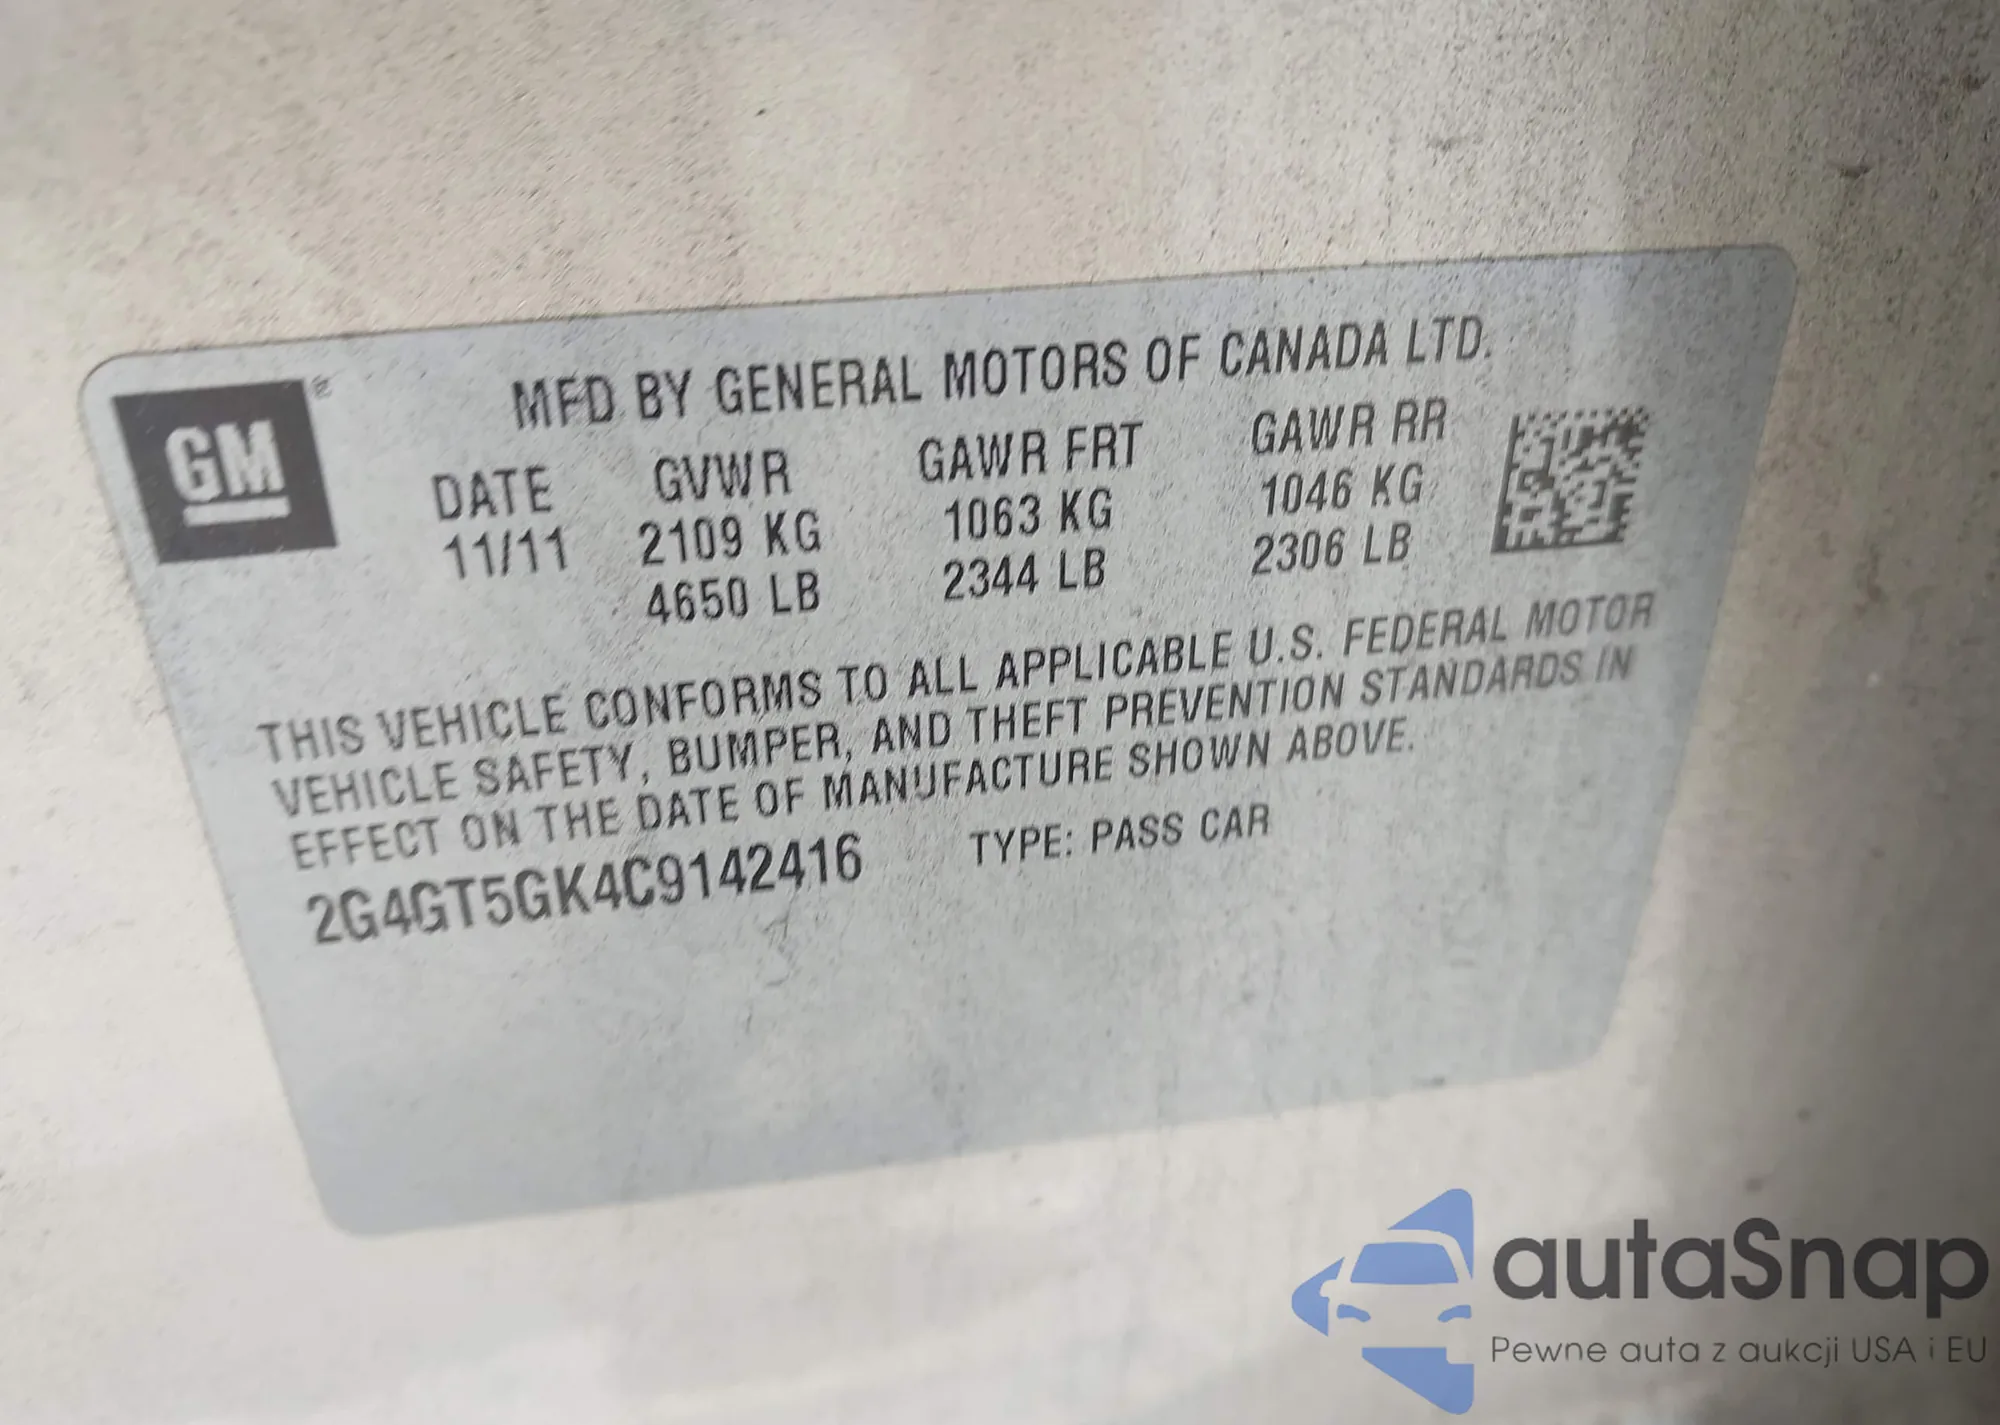 GM
MFD BY GENERAL MOTORS OF CANADA LTD.
DATE GVWR GAWR FRT GAWR RR
11/11 2109 KG 1063 KG 1046 KG
4650 LB 2344 LB 2306 LB
THIS VEHICLE CONFORMS TO ALL APPLICABLE U.S. FEDERAL MOTOR
VEHICLE SAFETY, BUMPER, AND THEFT PREVENTION STANDARDS IN
EFFECT ON THE DATE OF MANUFACTURE SHOWN ABOVE.
2G4GT5GK4C9142416 TYPE: PASS CAR
autaSnap
Pewne auta z aukcji USA i EU